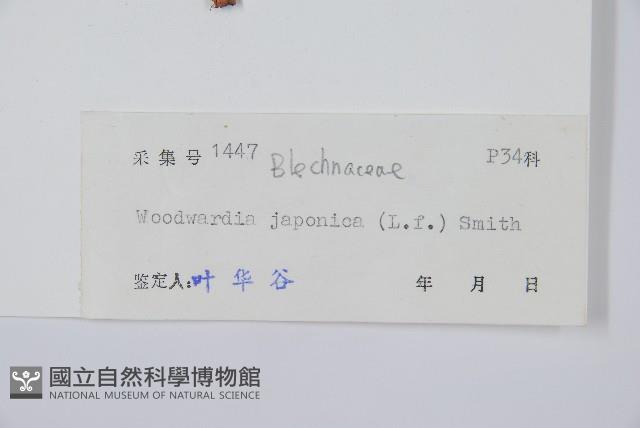 采集号 1447 Blechnaceae P34科
Woodwardia japonica (L.f.) Smith
鉴定人:叶华谷 年 月 日
國立自然科學博物館
NATIONAL MUSEUM OF NATURAL SCIENCE